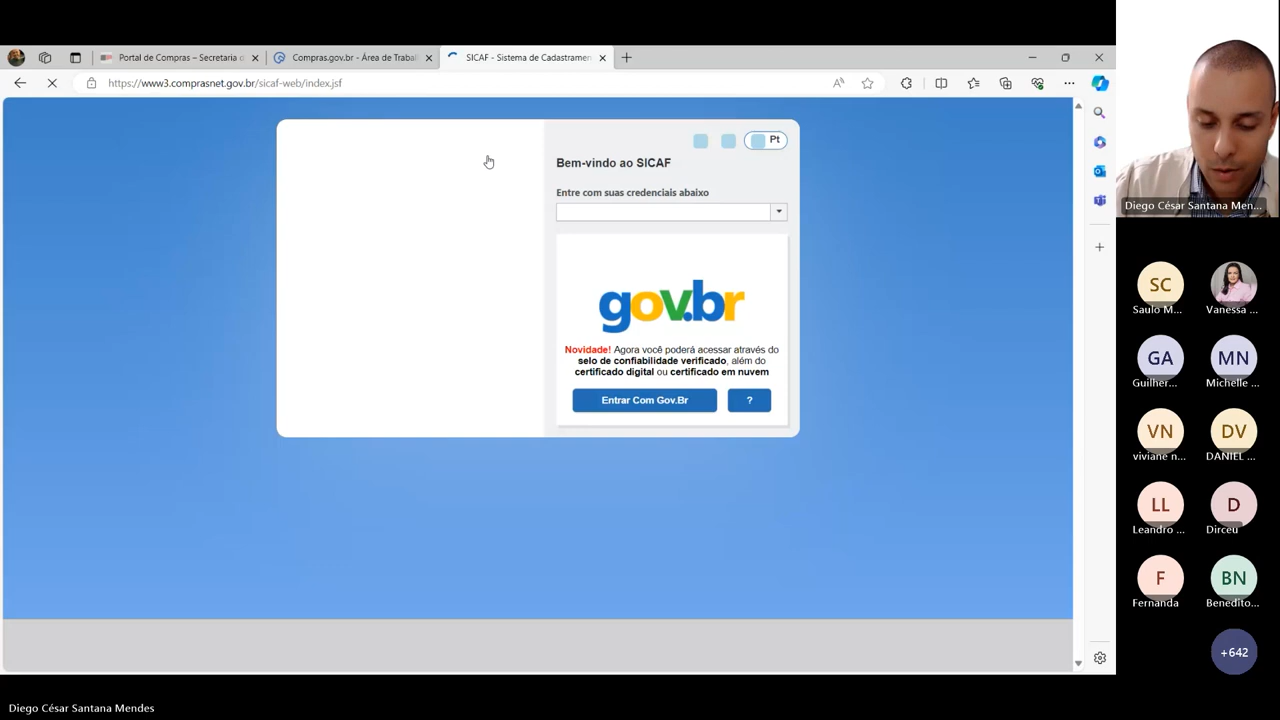 Portal de Compras – Secretaria d
Compras.gov.br - Área de Trabal
SICAF - Sistema de Cadastramen
https://www3.comprasnet.gov.br/sicaf-web/index.jsf
Pt
Bem-vindo ao SICAF
Entre com suas credenciais abaixo
gov.br
Novidade! Agora você poderá acessar através do
selo de confiabilidade verificado, além do
certificado digital ou certificado em nuvem
Entrar Com Gov.Br
?
Diego César Santana Men...
SC
Saulo M...
Vanessa ...
GA
Guilher...
MN
Michelle ...
VN
viviane n...
DV
DANIEL ...
LL
Leandro ...
D
Dirceu
F
Fernanda
BN
Benedito...
+642
Diego César Santana Mendes